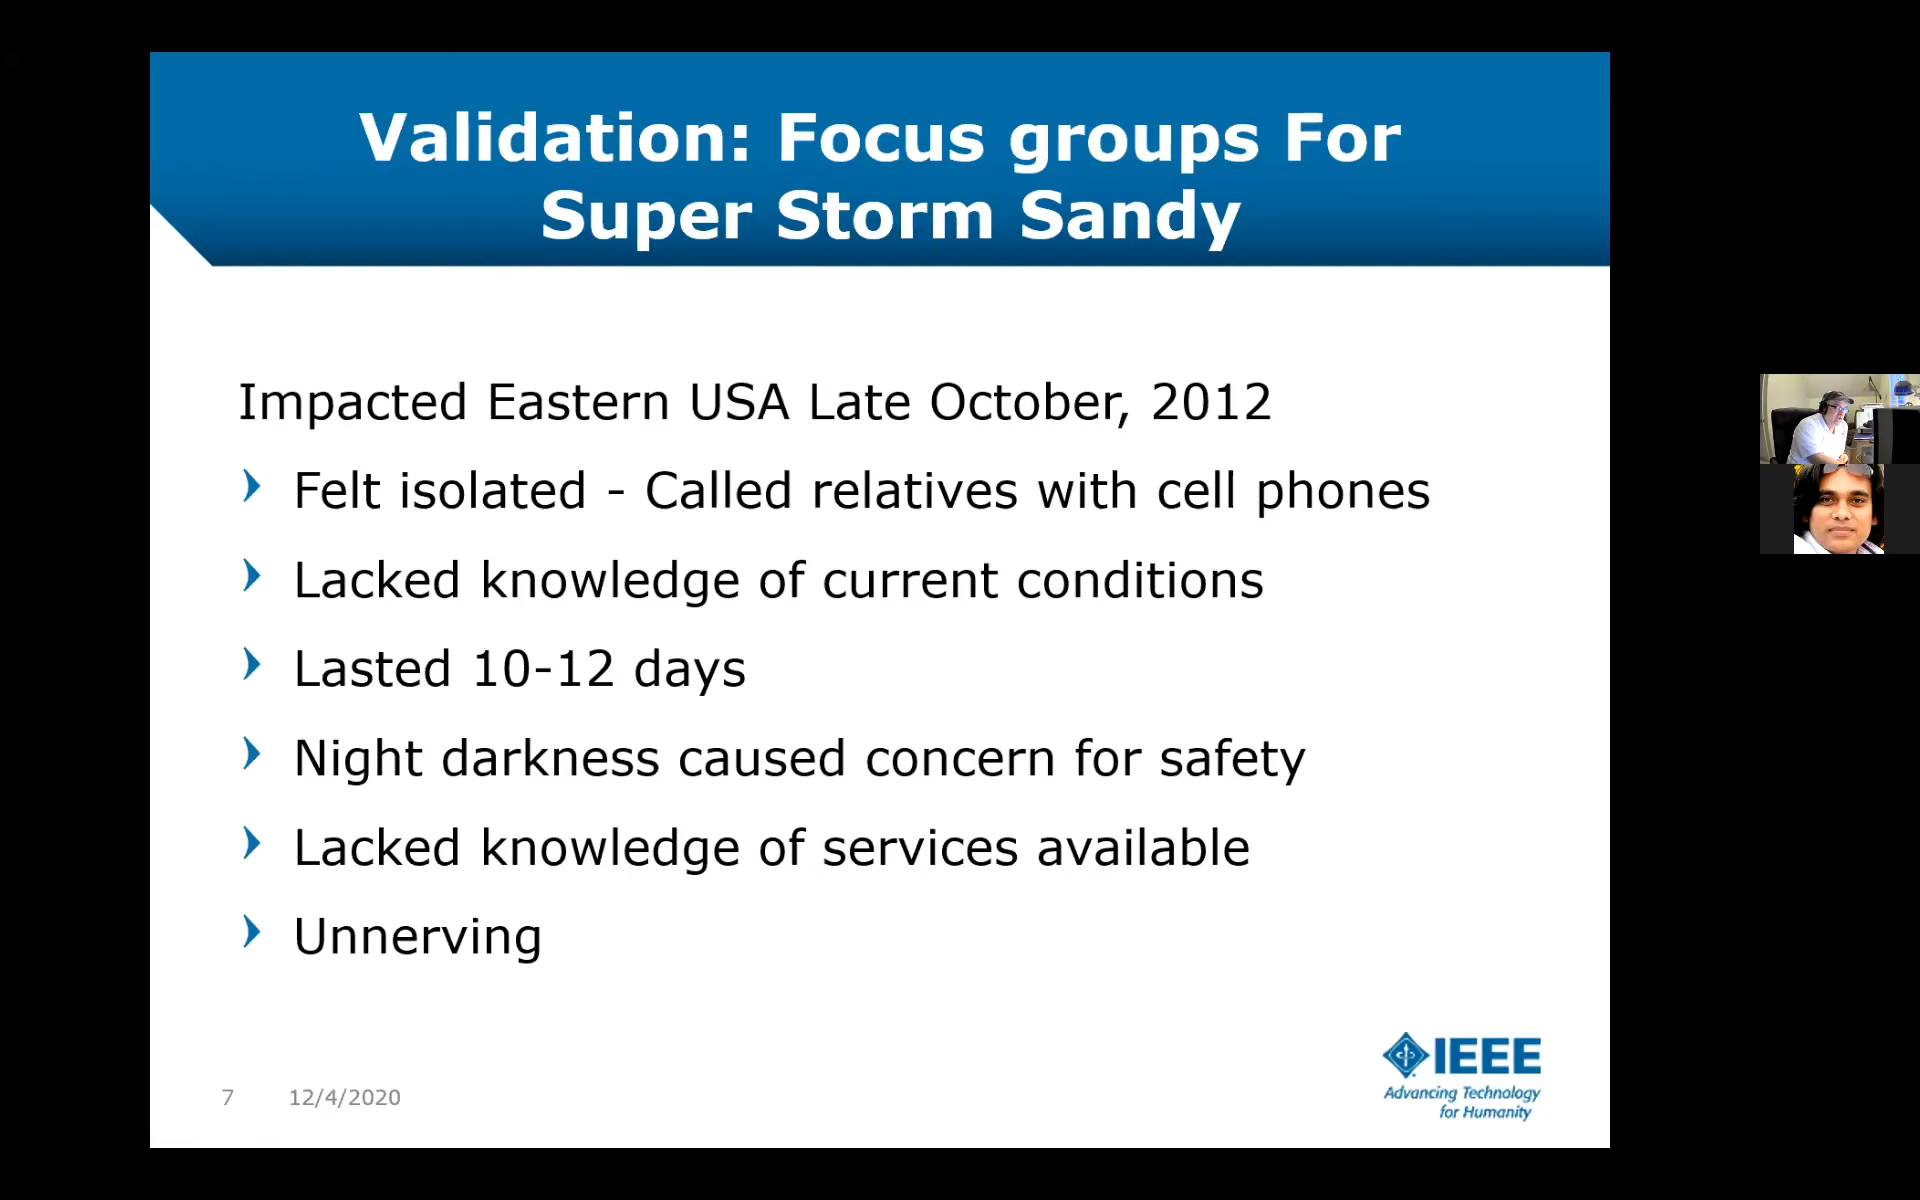 Validation: Focus groups For
Super Storm Sandy
Impacted Eastern USA Late October, 2012
Felt isolated - Called relatives with cell phones
Lacked knowledge of current conditions
Lasted 10-12 days
Night darkness caused concern for safety
Lacked knowledge of services available
Unnerving
IEEE
Advancing Technology
for Humanity
7 12/4/2020